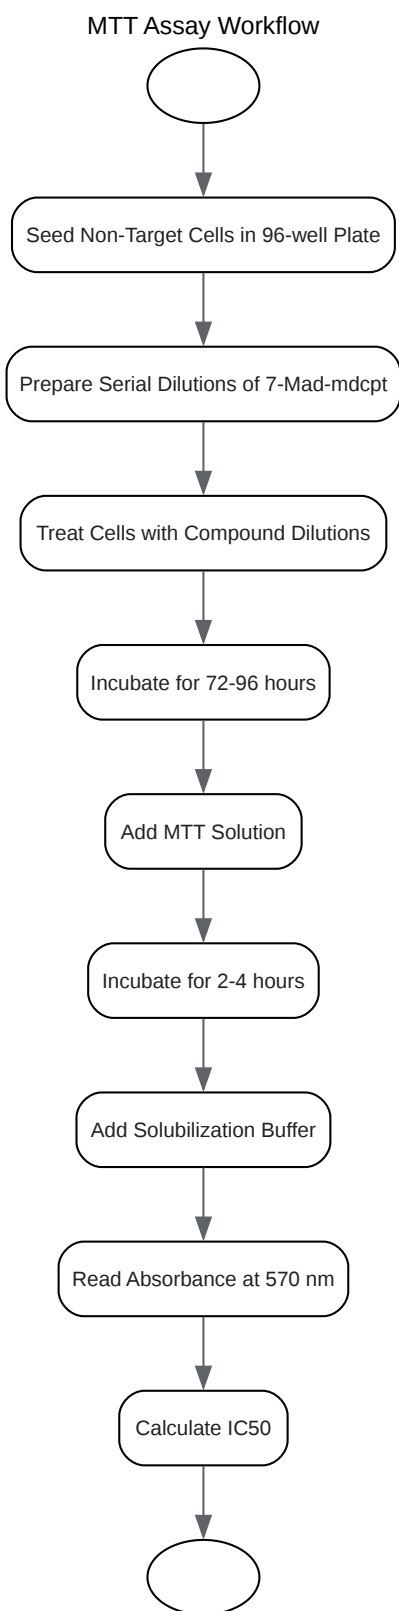 MTT Assay Workflow
Seed Non-Target Cells in 96-well Plate
Prepare Serial Dilutions of 7-Mad-mdcpt
Treat Cells with Compound Dilutions
Incubate for 72-96 hours
Add MTT Solution
Incubate for 2-4 hours
Add Solubilization Buffer
Read Absorbance at 570 nm
Calculate IC50